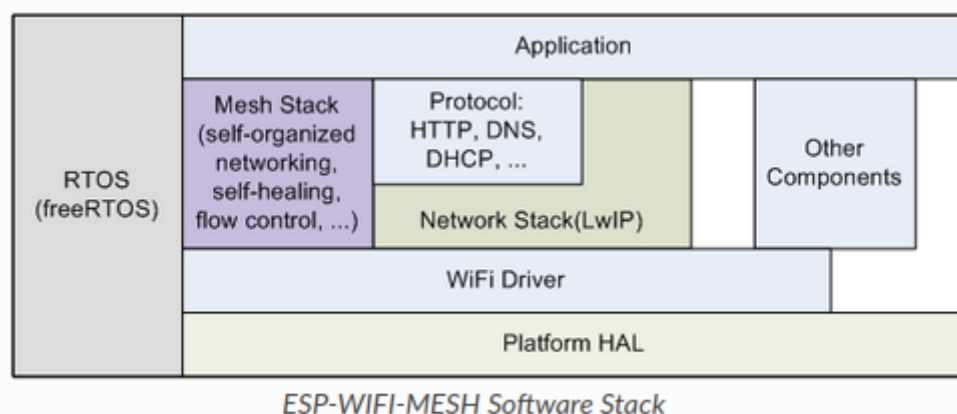 Application
Mesh Stack
(self-organized
networking,
self-healing,
flow control, ...)
Protocol:
HTTP, DNS,
DHCP, ...
Other
Components
RTOS
(freeRTOS)
Network Stack(LwIP)
WiFi Driver
Platform HAL
ESP-WIFI-MESH Software Stack